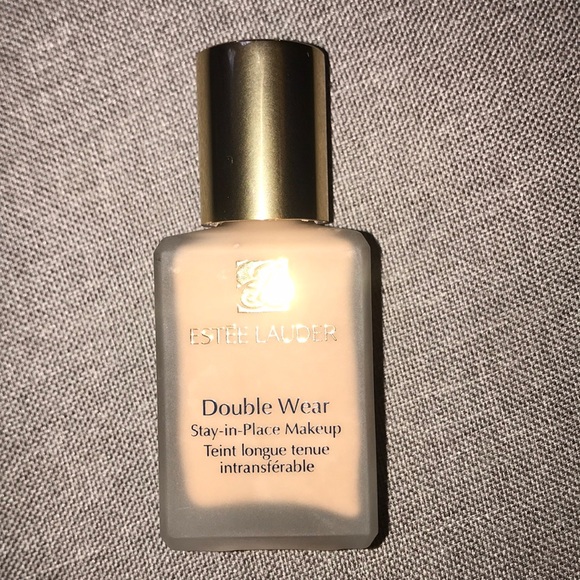 ESTĒE LAUDER
Double Wear
Stay-in-Place Makeup
Teint longue tenue
intransférable